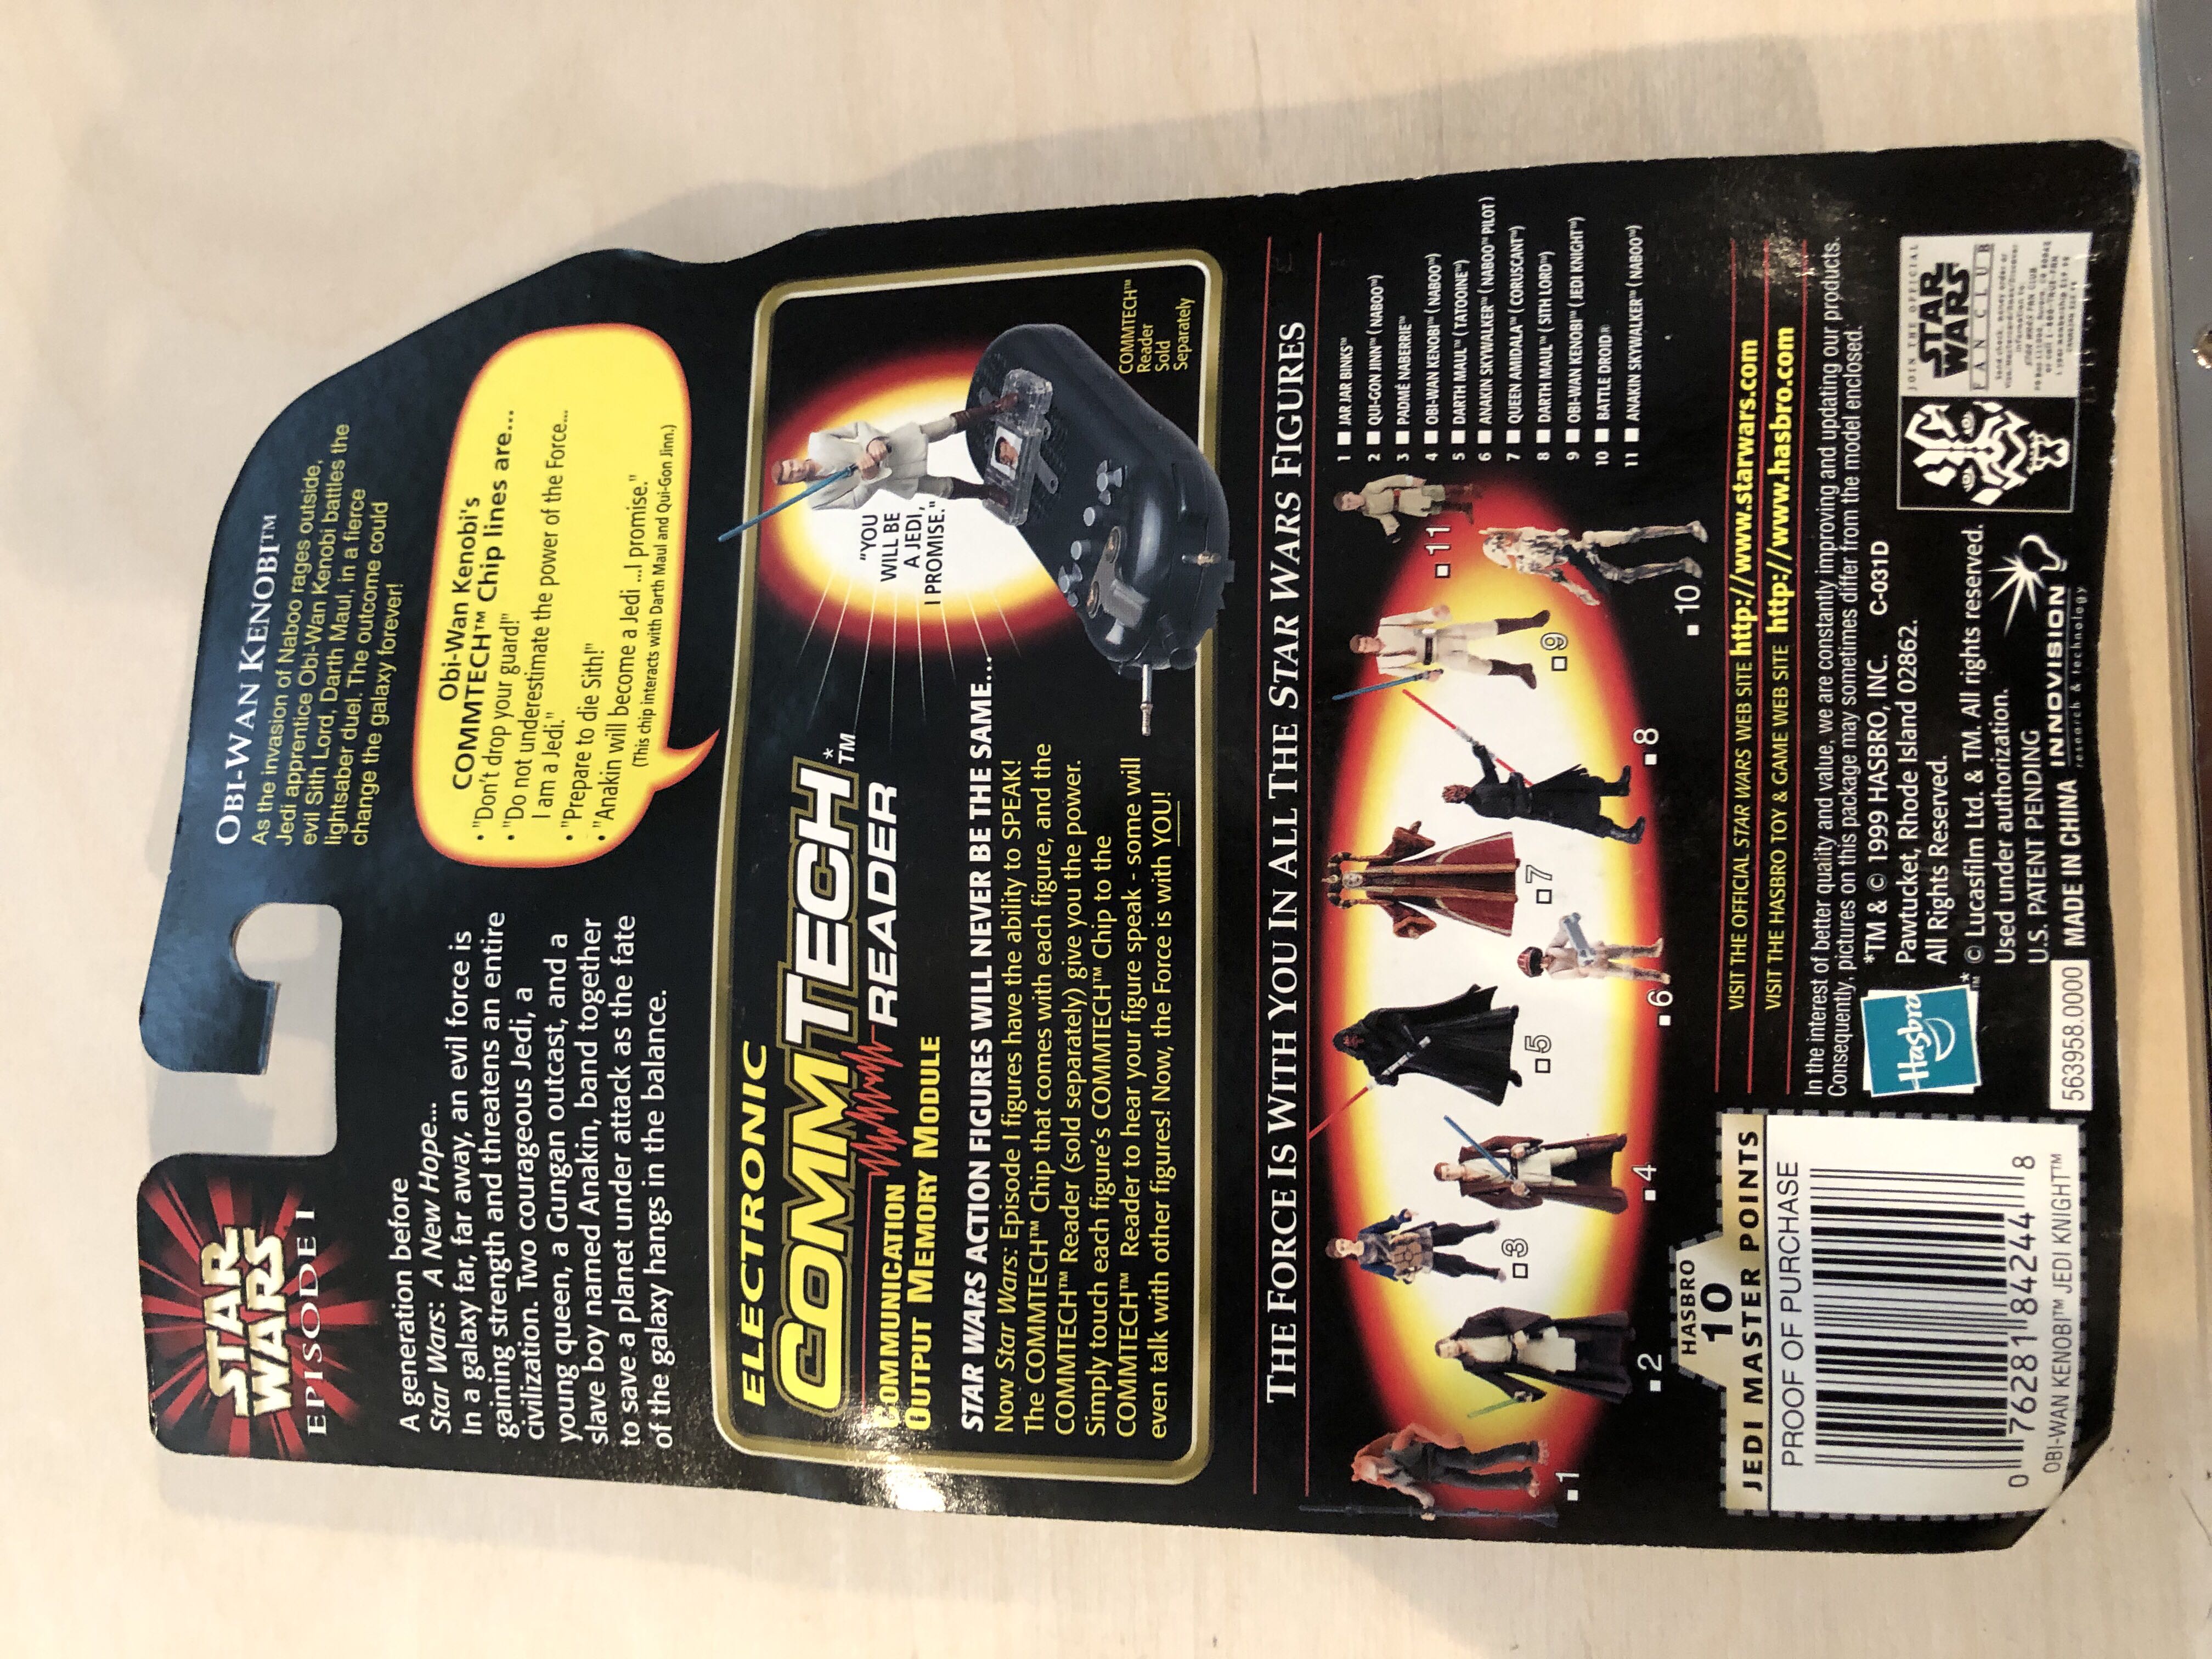 STAR
WARS
EPISODE I
OBI-WAN KENOBI™
As the invasion of Naboo rages outside,
Jedi apprentice Obi-Wan Kenobi battles the
evil Sith Lord, Darth Maul, in a fierce
lightsaber duel. The outcome could
change the galaxy forever!
A generation before
Star Wars: A New Hope...
In a galaxy far, far away, an evil force is
gaining strength and threatens an entire
civilization. Two courageous Jedi, a
young queen, a Gungan outcast, and a
slave boy named Anakin, band together
to save a planet under attack as the fate
of the galaxy hangs in the balance.
Obi-Wan Kenobi's
COMMTECH™ Chip lines are...
• "Don't drop your guard!"
• "Do not underestimate the power of the Force...
I am a Jedi."
• "Prepare to die Sith!"
• "Anakin will become a Jedi ...I promise."
(This chip interacts with Darth Maul and Qui-Gon Jinn.)
ELECTRONIC
COMMTECH*™
READER
COMMUNICATION
OUTPUT MEMORY MODULE
"YOU
WILL BE
A JEDI,
I PROMISE."
COMMTECH™
Reader
Sold
Separately
STAR WARS ACTION FIGURES WILL NEVER BE THE SAME...
Now Star Wars: Episode I figures have the ability to SPEAK!
The COMMTECH™ Chip that comes with each figure, and the
COMMTECH™ Reader (sold separately) give you the power.
Simply touch each figure's COMMTECH™ Chip to the
COMMTECH™ Reader to hear your figure speak - some will
even talk with other figures! Now, the Force is with YOU!
THE FORCE IS WITH YOU IN ALL THE STAR WARS FIGURES
1
2
3
4
5
6
7
8
9
10
11
1 JAR JAR BINKS™
2 QUI-GON JINN™ (NABOO™)
3 PADMÉ NABERRIE™
4 OBI-WAN KENOBI™ (NABOO™)
5 DARTH MAUL™ (TATOOINE™)
6 ANAKIN SKYWALKER™ (NABOO™ PILOT)
7 QUEEN AMIDALA™ (CORUSCANT™)
8 DARTH MAUL™ (SITH LORD™)
9 OBI-WAN KENOBI™ (JEDI KNIGHT™)
10 BATTLE DROID®
11 ANAKIN SKYWALKER™ (NABOO™)
VISIT THE OFFICIAL STAR WARS WEB SITE http://www.starwars.com
VISIT THE HASBRO TOY & GAME WEB SITE http://www.hasbro.com
In the interest of better quality and value, we are constantly improving and updating our products.
Consequently, pictures on this package may sometimes differ from the model enclosed.
HASBRO
10
JEDI MASTER POINTS
PROOF OF PURCHASE
0 76281 84244 8
OBI-WAN KENOBI™ JEDI KNIGHT™
Hasbro
*TM & © 1999 HASBRO, INC. C-031D
Pawtucket, Rhode Island 02862.
All Rights Reserved.
™* © Lucasfilm Ltd. & TM. All rights reserved.
Used under authorization.
U.S. PATENT PENDING
563958.0000 MADE IN CHINA
INNOVISION
research & technology
JOIN THE OFFICIAL
STAR
WARS
FAN CLUB